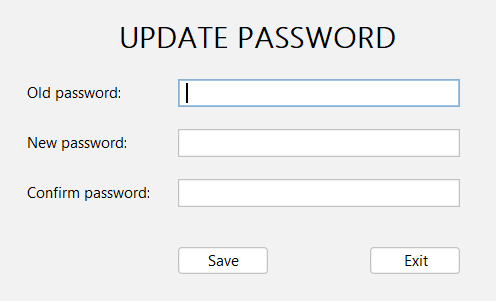 UPDATE PASSWORD
Old password:
New password:
Confirm password:
Save Exit